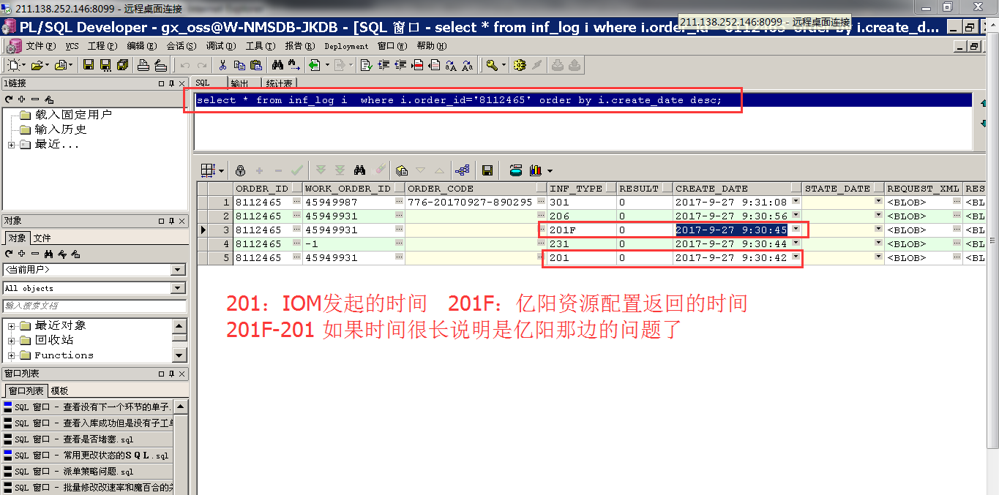 211.138.252.146:8099 - 远程桌面连接
PL/SQL Developer - gx_oss@W-NMSDB-JKDB - [SQL 窗口 - select * from inf_log i where i.order_id='8112465' order by i.create_d...
211.138.252.146:8099 - 远程桌面连接
文件(F) VCS 工程(P) 编辑(E) 会话(S) 调试(D) 工具(T) 报告(R) Deployment 窗口(W) 帮助(H)
1链接
SQL 输出 统计表
select * from inf_log i  where i.order_id='8112465' order by i.create_date desc;
载入固定用户
输入历史
最近...
ORDER_ID WORK_ORDER_ID ORDER_CODE INF_TYPE RESULT CREATE_DATE STATE_DATE REQUEST_XML RES
1 8112465 45949987 776-20170927-890295 301 0 2017-9-27 9:31:08 <BLOB> <BL
2 8112465 45949931 206 0 2017-9-27 9:30:56 <BLOB> <BL
3 8112465 45949931 201F 0 2017-9-27 9:30:45 <BLOB> <BL
4 8112465 -1 231 0 2017-9-27 9:30:44 <BLOB> <BL
5 8112465 45949931 201 0 2017-9-27 9:30:42 <BLOB> <BL
对象
对象 文件
<当前用户>
All objects
输入搜索文档
最近对象
回收站
Functions
201：IOM发起的时间 201F：亿阳资源配置返回的时间
201F-201 如果时间很长说明是亿阳那边的问题了
窗口列表
窗口列表 模板
SQL 窗口 - 查看没有下一个环节的单子.
SQL 窗口 - 查看入库成功但是没有子工单
SQL 窗口 - 查看是否堵塞.sql
SQL 窗口 - 常用更改状态的ＳＱＬ.sql
SQL 窗口 - 派单策略问题.sql
SQL 窗口 - 批量修改改速率和魔百合的关